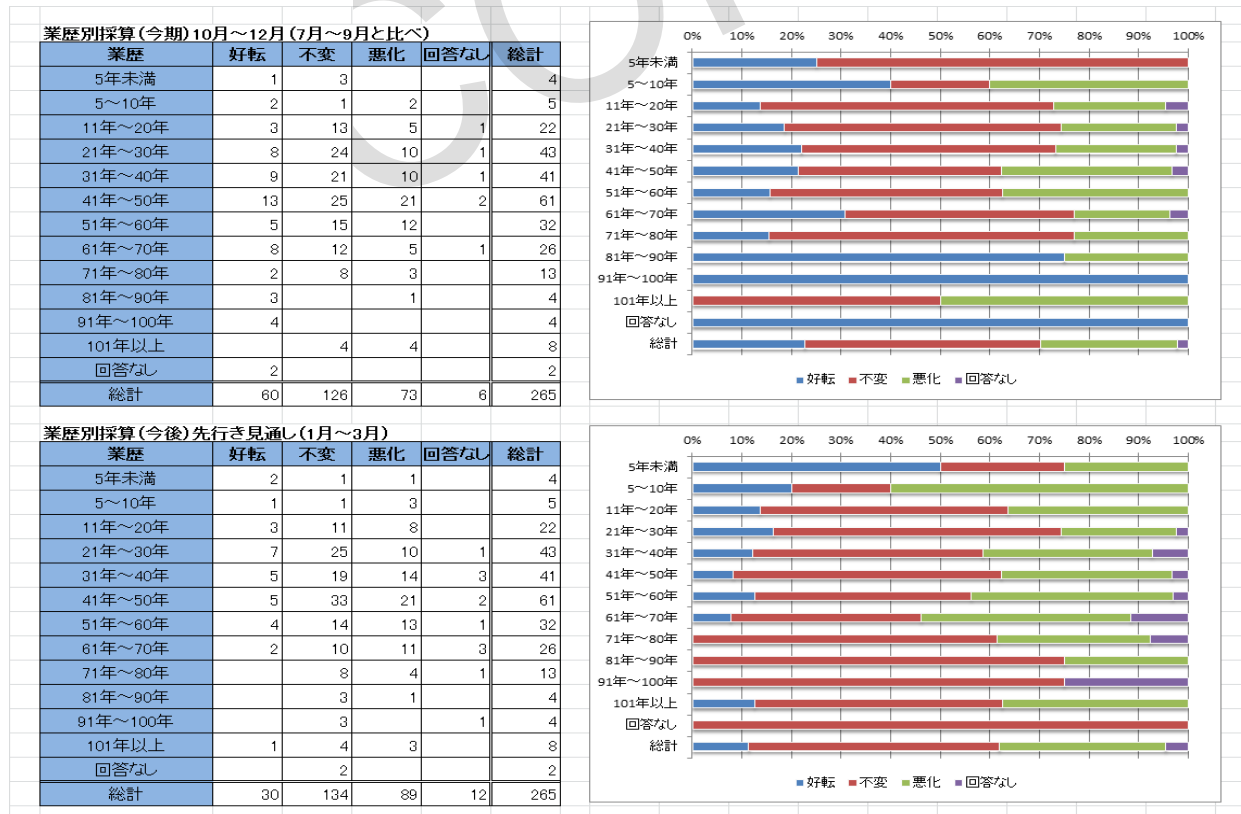 業歴別採算(今期)10月～12月(7月～9月と比べ)
業歴 好転 不変 悪化 回答なし 総計
5年未満 1 3 4
5～10年 2 1 2 5
11年～20年 3 13 5 1 22
21年～30年 8 24 10 1 43
31年～40年 9 21 10 1 41
41年～50年 13 25 21 2 61
51年～60年 5 15 12 32
61年～70年 8 12 5 1 26
71年～80年 2 8 3 13
81年～90年 3 1 4
91年～100年 4 4
101年以上 4 4 8
回答なし 2 2
総計 60 126 73 6 265
0% 10% 20% 30% 40% 50% 60% 70% 80% 90% 100%
5年未満
5～10年
11年～20年
21年～30年
31年～40年
41年～50年
51年～60年
61年～70年
71年～80年
81年～90年
91年～100年
101年以上
回答なし
総計
好転 不変 悪化 回答なし
業歴別採算(今後)先行き見通し(1月～3月)
業歴 好転 不変 悪化 回答なし 総計
5年未満 2 1 1 4
5～10年 1 1 3 5
11年～20年 3 11 8 22
21年～30年 7 25 10 1 43
31年～40年 5 19 14 3 41
41年～50年 5 33 21 2 61
51年～60年 4 14 13 1 32
61年～70年 2 10 11 3 26
71年～80年 8 4 1 13
81年～90年 3 1 4
91年～100年 3 1 4
101年以上 1 4 3 8
回答なし 2 2
総計 30 134 89 12 265
0% 10% 20% 30% 40% 50% 60% 70% 80% 90% 100%
5年未満
5～10年
11年～20年
21年～30年
31年～40年
41年～50年
51年～60年
61年～70年
71年～80年
81年～90年
91年～100年
101年以上
回答なし
総計
好転 不変 悪化 回答なし